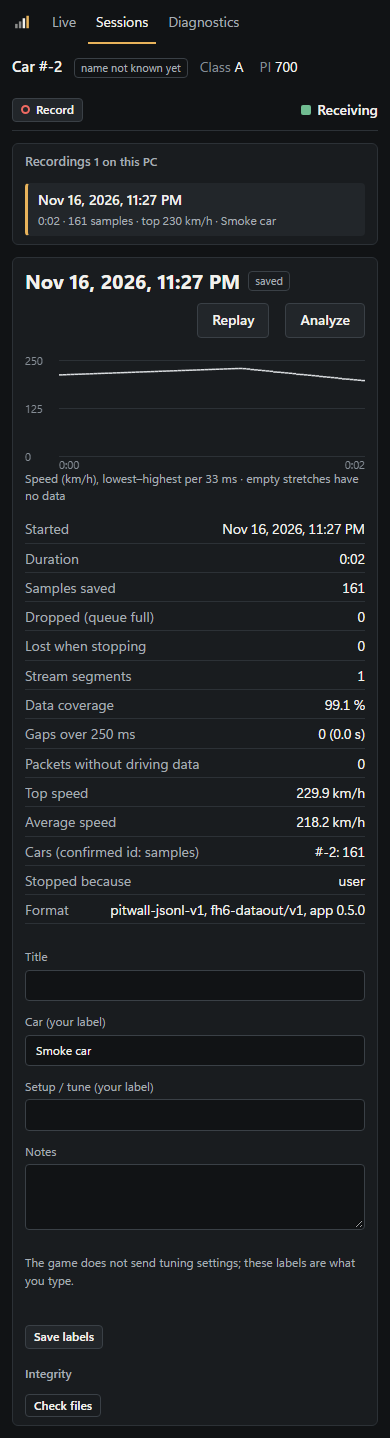 Live Sessions Diagnostics
Car #-2 name not known yet Class A PI 700
Record Receiving
Recordings 1 on this PC
Nov 16, 2026, 11:27 PM
0:02 · 161 samples · top 230 km/h · Smoke car
Nov 16, 2026, 11:27 PM saved
Replay Analyze
250
125
0
0:00 0:02
Speed (km/h), lowest–highest per 33 ms · empty stretches have
no data
Started Nov 16, 2026, 11:27 PM
Duration 0:02
Samples saved 161
Dropped (queue full) 0
Lost when stopping 0
Stream segments 1
Data coverage 99.1 %
Gaps over 250 ms 0 (0.0 s)
Packets without driving data 0
Top speed 229.9 km/h
Average speed 218.2 km/h
Cars (confirmed id: samples) #-2: 161
Stopped because user
Format pitwall-jsonl-v1, fh6-dataout/v1, app 0.5.0
Title
Car (your label)
Smoke car
Setup / tune (your label)
Notes
The game does not send tuning settings; these labels are what
you type.
Save labels
Integrity
Check files